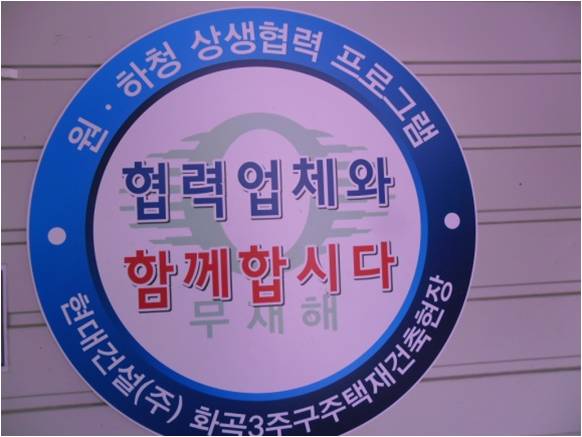 원·하청 상생협력 프로그램
협력업체와
함께합시다
무재해
현대건설(주) 화곡3주구주택재건축현장